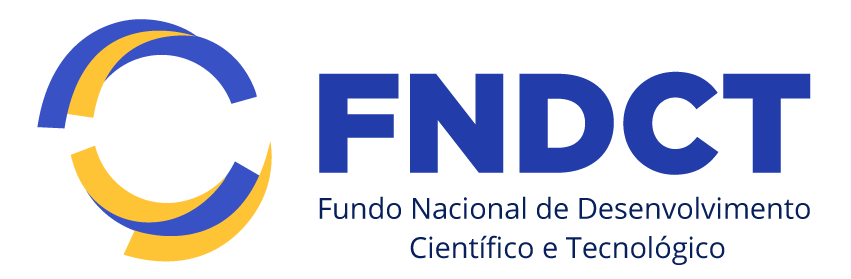 FNDCT
Fundo Nacional de Desenvolvimento
Científico e Tecnológico